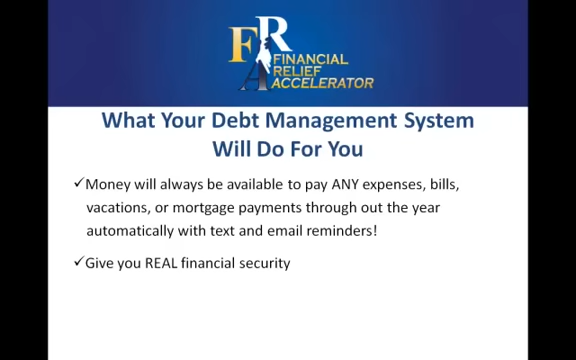 FRA
FINANCIAL
RELIEF
ACCELERATOR
What Your Debt Management System
Will Do For You
✓Money will always be available to pay ANY expenses, bills,
vacations, or mortgage payments through out the year
automatically with text and email reminders!
✓Give you REAL financial security